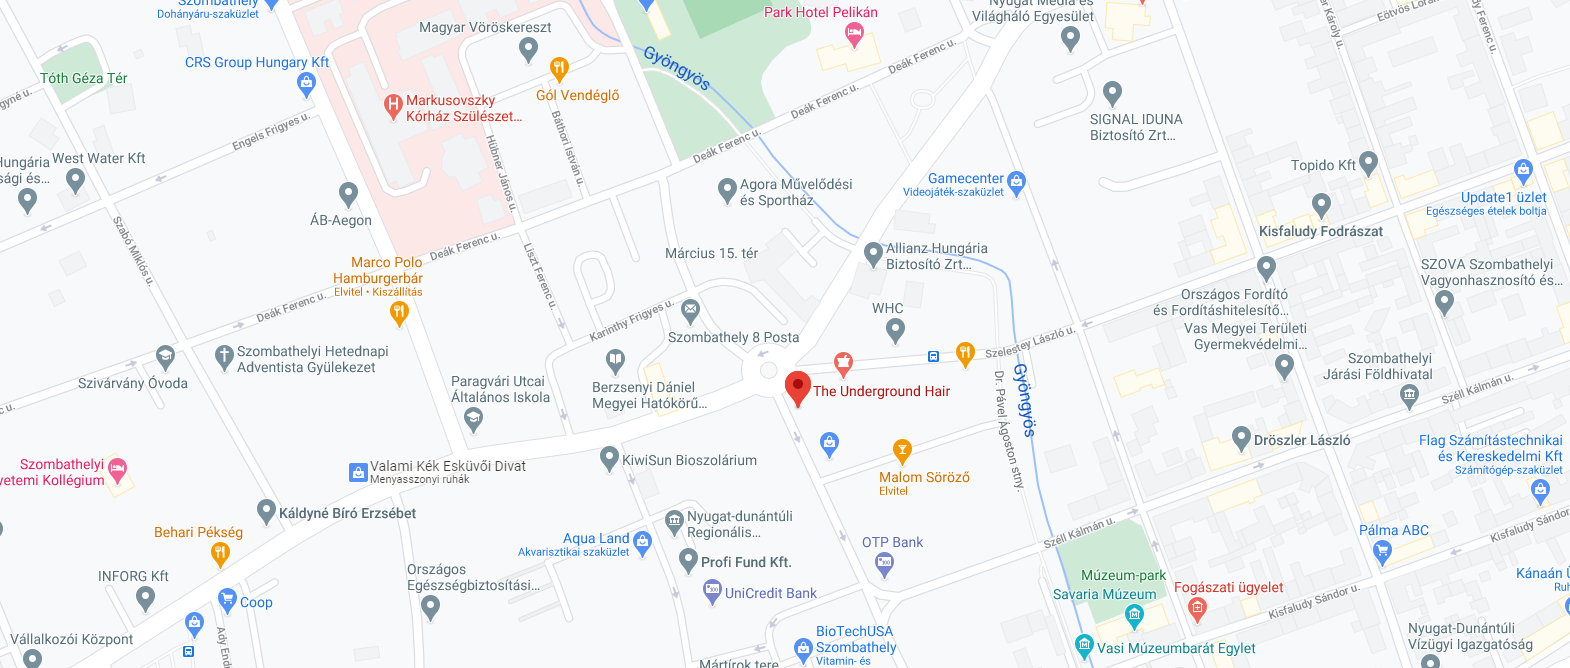 Szombathely
Dohányáru-szaküzlet
Magyar Vöröskereszt
Park Hotel Pelikán
Nyugat Média és
Világháló Egyesület
Eötvös Lorán
Károly u.
Ferenc u.
Gyöngyös
Deák Ferenc u.
CRS Group Hungary Kft
Tóth Géza Tér
Gól Vendéglő
Markusovszky
Kórház Szülészet...
Deák Ferenc u.
SIGNAL IDUNA
Biztosító Zrt...
Engels Frigyes u.
Hübner János u.
Báthori István u.
Deák Ferenc u.
Hungária
sági és...
West Water Kft
Topido Kft
Agora Művelődési
és Sportház
Gamecenter
Videojáték-szaküzlet
Update1 üzlet
Egészséges ételek boltja
ÁB-Aegon
Kisfaludy Fodrászat
Szabó Miklós u.
Deák Ferenc u.
Liszt Ferenc u.
Március 15. tér
Allianz Hungária
Biztosító Zrt...
Marco Polo
Hamburgerbár
Elvitel • Kiszállítás
SZOVA Szombathelyi
Vagyonhasznosító és...
Országos Fordító
és Fordításhitelesítő...
Deák Ferenc u.
Karinthy Frigyes u.
WHC
Szombathely 8 Posta
Vas Megyei Területi
Gyermekvédelmi...
Szelestey László u.
Szombathelyi Hetednapi
Adventista Gyülekezet
Szivárvány Óvoda
Paragvári Utcai
Általános Iskola
Berzsenyi Dániel
Megyei Hatókörű...
The Underground Hair
Szombathelyi
Járási Földhivatal
Széll Kálmán u.
Gyöngyös
Dr. Pável Ágoston stny.
Dröszler László
Flag Számítástechnikai
és Kereskedelmi Kft
Számítógép-szaküzlet
Szombathelyi
yetemi Kollégium
Valami Kék Esküvői Divat
Menyasszonyi ruhák
KiwiSun Bioszolárium
Malom Söröző
Elvitel
Káldyné Bíró Erzsébet
Behari Pékség
Aqua Land
Akvarisztikai szaküzlet
Nyugat-dunántúli
Regionális...
Profi Fund Kft.
OTP Bank
Széll Kálmán u.
Pálma ABC
Kisfaludy Sándor
INFORG Kft
Országos
Egészségbiztosítási...
UniCredit Bank
Múzeum-park
Savaria Múzeum
Fogászati ügyelet
Kisfaludy Sándor u.
Coop
Vállalkozói Központ
BioTechUSA
Szombathely
Vitamin- és
Mártírok tere
Vasi Múzeumbarát Egylet
Nyugat-Dunántúli
Vízügyi Igazgatóság